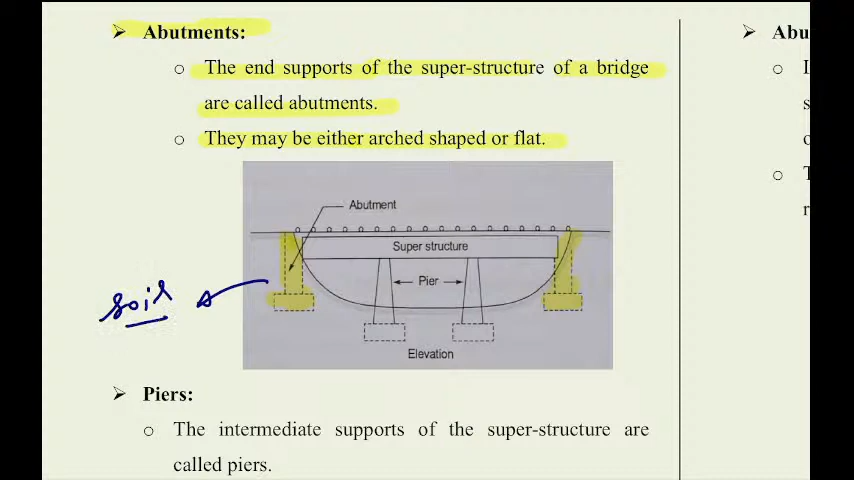 ➢ Abutments:
○ The end supports of the super-structure of a bridge
are called abutments.
○ They may be either arched shaped or flat.
Abutment
Super structure
Pier
soil
Elevation
➢ Piers:
○ The intermediate supports of the super-structure are
called piers.
➢ Abu